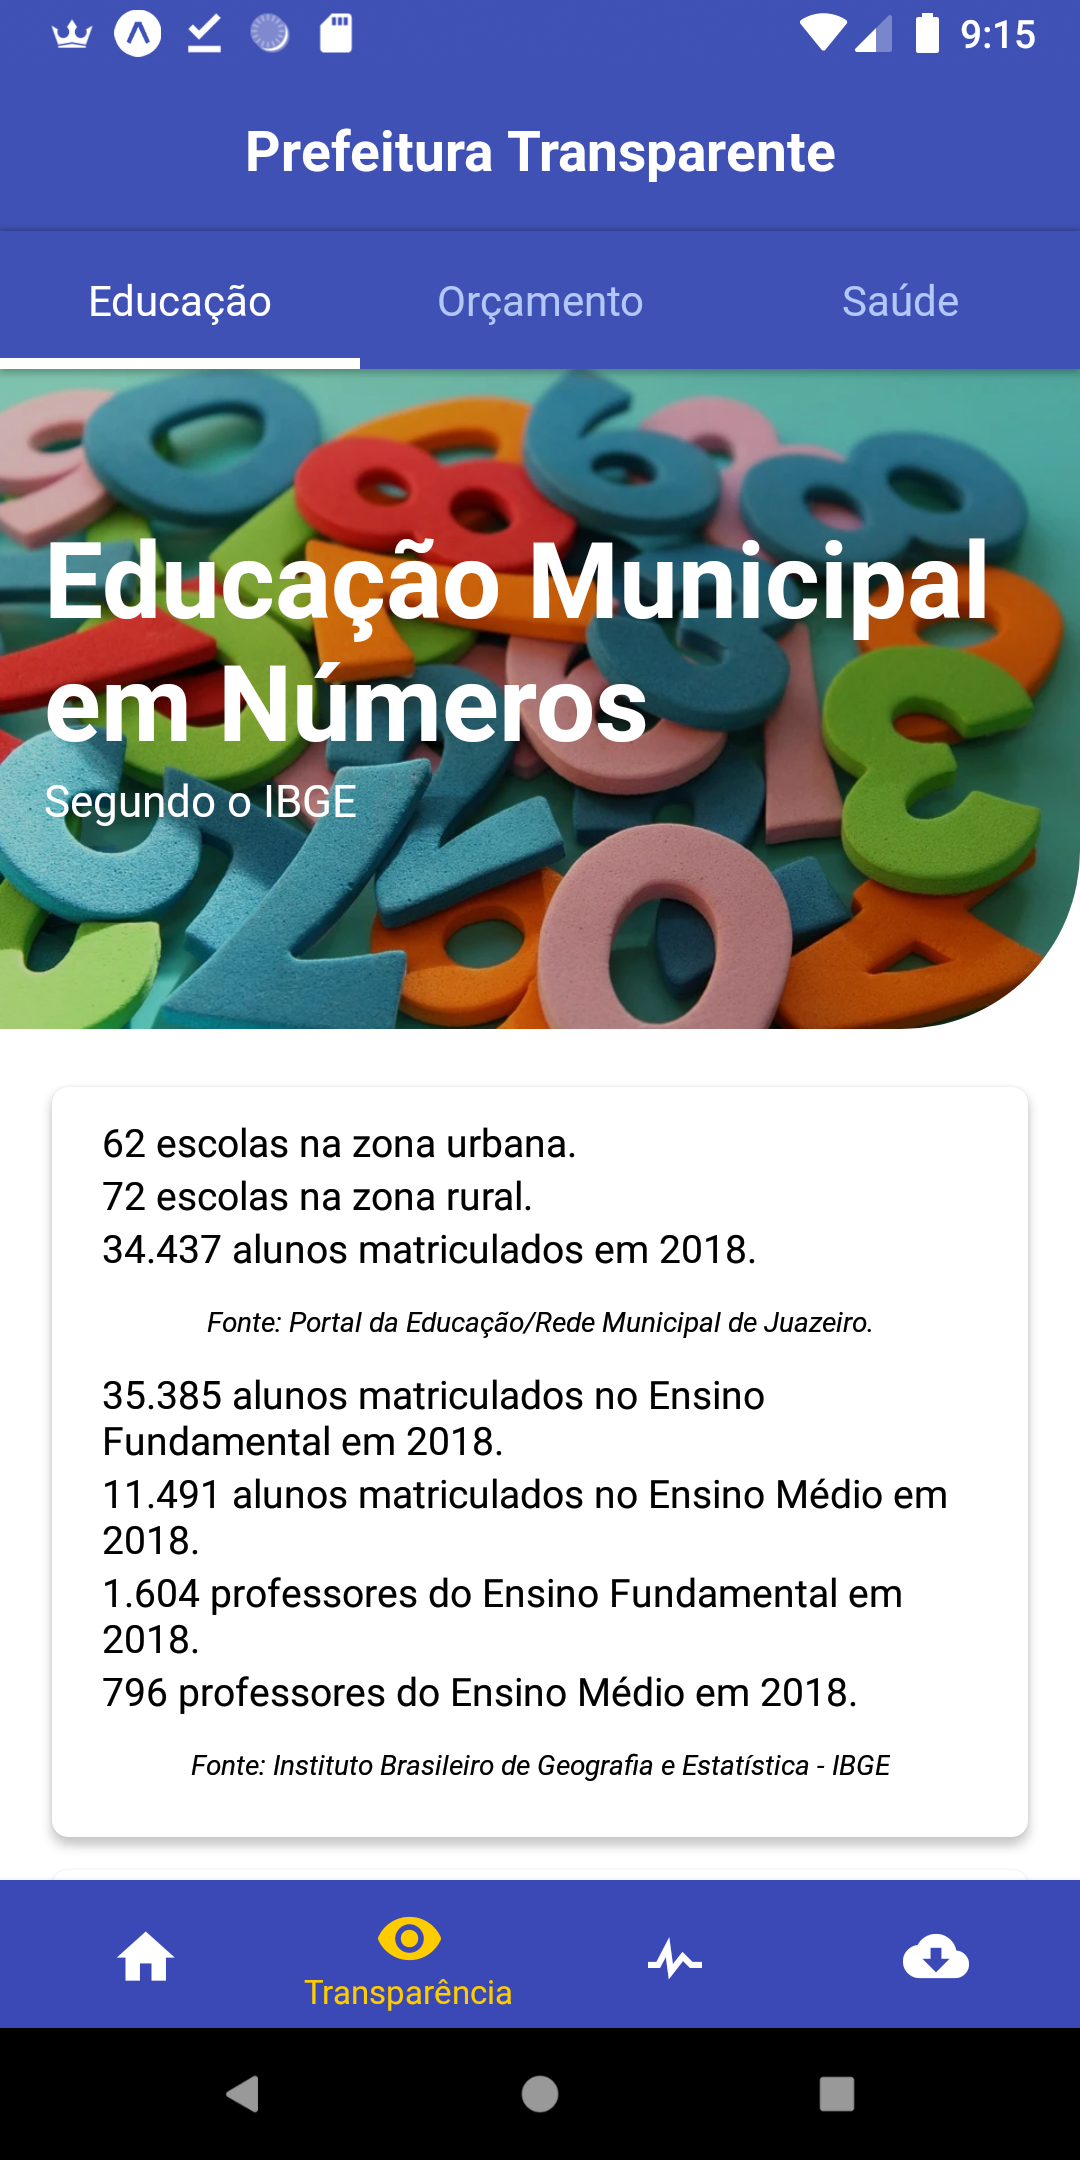 9:15
Prefeitura Transparente
Educação
Orçamento
Saúde
Educação Municipal
em Números
Segundo o IBGE
62 escolas na zona urbana.
72 escolas na zona rural.
34.437 alunos matriculados em 2018.
Fonte: Portal da Educação/Rede Municipal de Juazeiro.
35.385 alunos matriculados no Ensino
Fundamental em 2018.
11.491 alunos matriculados no Ensino Médio em
2018.
1.604 professores do Ensino Fundamental em
2018.
796 professores do Ensino Médio em 2018.
Fonte: Instituto Brasileiro de Geografia e Estatística - IBGE
Transparência